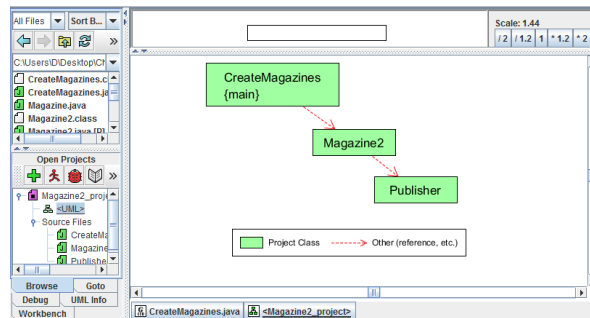 All Files
Sort B...
»
C:\Users\D\Desktop\Ch
CreateMagazines.c
CreateMagazines.ja
Magazine.java
Magazine2.class
Magazine2.java [P]
Open Projects
»
Magazine2_proje
<UML>
Source Files
CreateMa
Magazine
Publishe
Browse
Goto
Debug
UML Info
Workbench
Scale: 1.44
/ 2
/ 1.2
1
* 1.2
* 2
CreateMagazines
{main}
Magazine2
Publisher
Project Class
Other (reference, etc.)
CreateMagazines.java
<Magazine2_project>